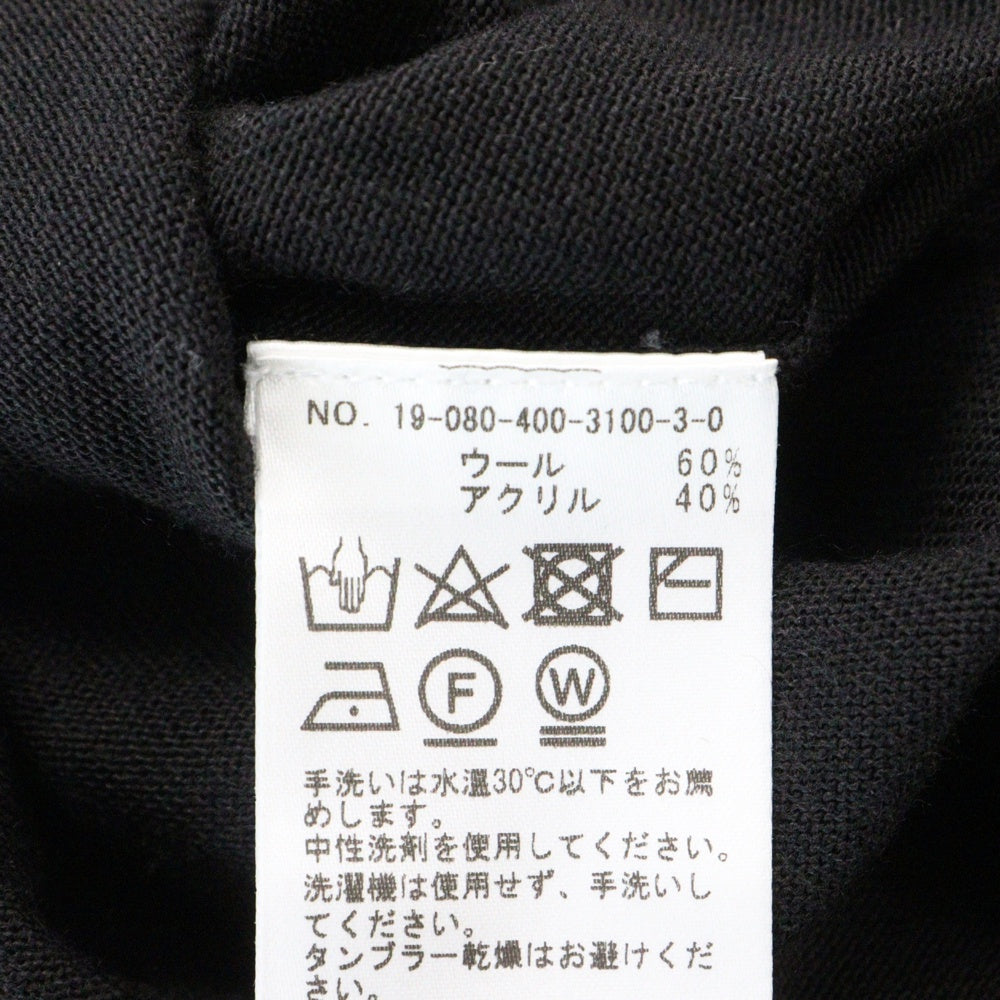 NO. 19-080-400-3100-3-0
ウール 60%
アクリル 40%
F W
手洗いは水温30℃以下をお薦
めします。
中性洗剤を使用してください。
洗濯機は使用せず、手洗いし
てください。
タンブラー乾燥はお避けくだ
さい。